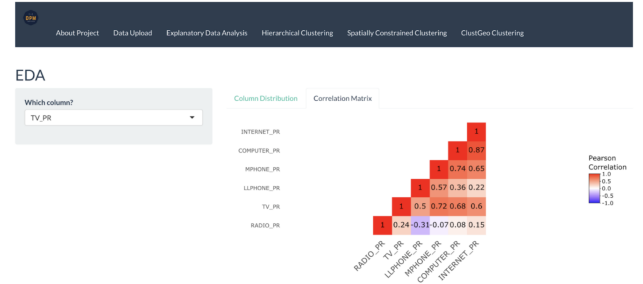 RPM
About Project Data Upload Explanatory Data Analysis Hierarchical Clustering Spatially Constrained Clustering ClustGeo Clustering
EDA
Which column?
TV_PR
Column Distribution Correlation Matrix
INTERNET_PR 1
COMPUTER_PR 1 0.87
MPHONE_PR 1 0.74 0.65
LLPHONE_PR 1 0.57 0.36 0.22
TV_PR 1 0.5 0.72 0.68 0.6
RADIO_PR 1 0.24 -0.31 -0.07 0.08 0.15
RADIO_PR TV_PR LLPHONE_PR MPHONE_PR COMPUTER_PR INTERNET_PR
Pearson
Correlation
1.0
0.5
0.0
-0.5
-1.0